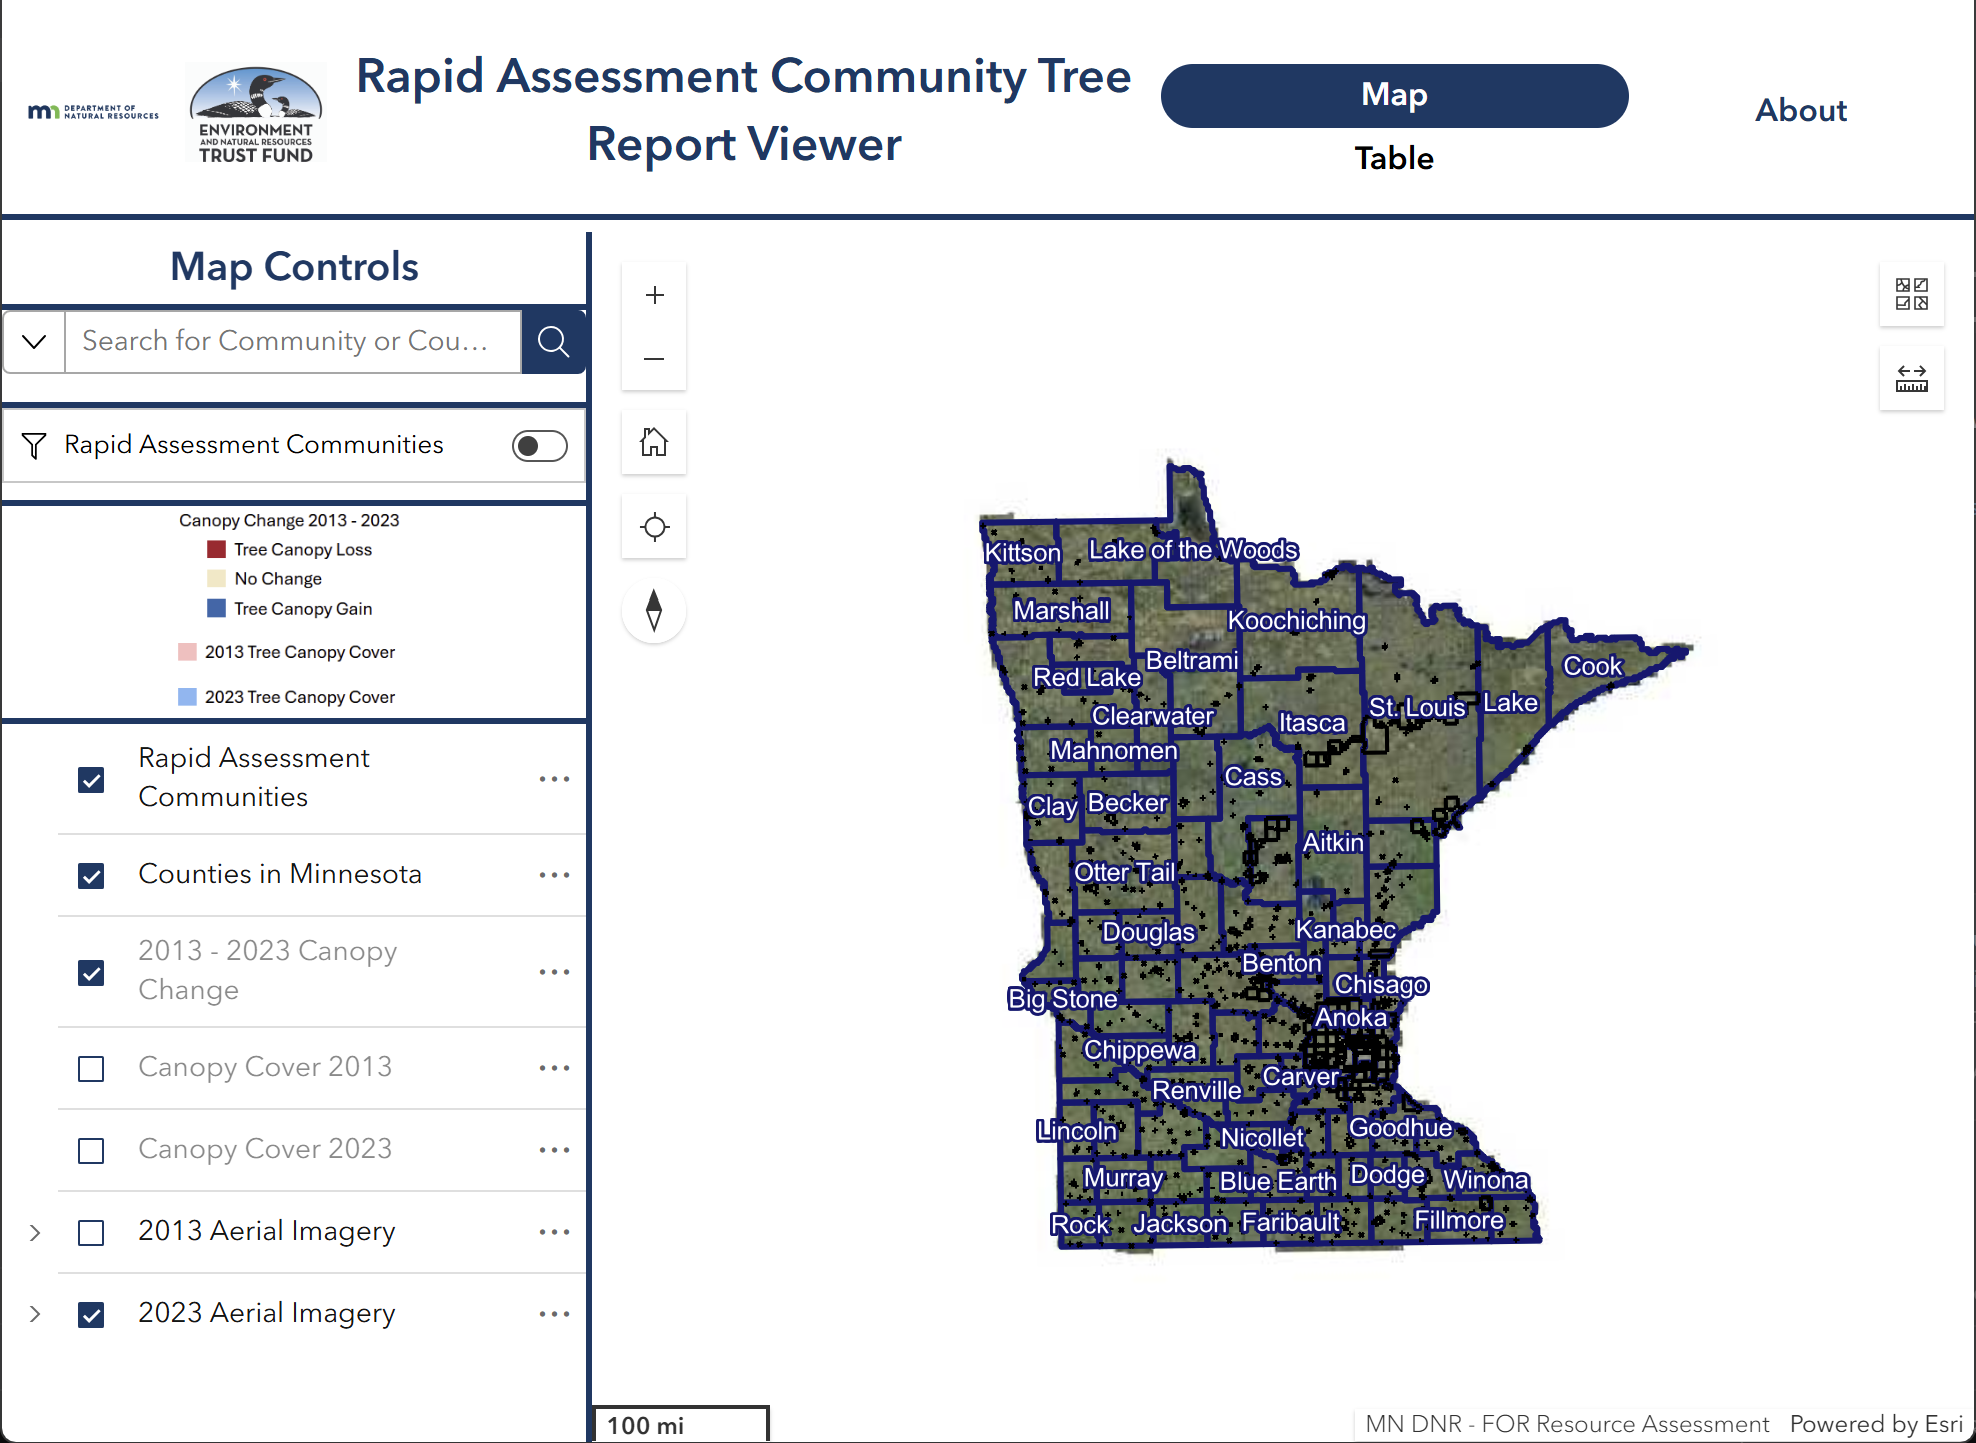 DEPARTMENT OF
NATURAL RESOURCES
ENVIRONMENT
AND NATURAL RESOURCES
TRUST FUND
Rapid Assessment Community Tree
Report Viewer
Map
Table
About
Map Controls
Search for Community or Cou...
Rapid Assessment Communities
Canopy Change 2013 - 2023
Tree Canopy Loss
No Change
Tree Canopy Gain
2013 Tree Canopy Cover
2023 Tree Canopy Cover
Rapid Assessment
Communities
Counties in Minnesota
2013 - 2023 Canopy
Change
Canopy Cover 2013
Canopy Cover 2023
2013 Aerial Imagery
2023 Aerial Imagery
Kittson
Lake of the Woods
Marshall
Koochiching
Beltrami
Cook
Red Lake
St. Louis
Lake
Clearwater
Itasca
Mahnomen
Cass
Clay
Becker
Aitkin
Otter Tail
Douglas
Kanabec
Benton
Chisago
Big Stone
Anoka
Chippewa
Carver
Renville
Lincoln
Nicollet
Goodhue
Murray
Blue Earth
Dodge
Winona
Rock
Jackson
Faribault
Fillmore
100 mi
MN DNR - FOR Resource Assessment
Powered by Esri